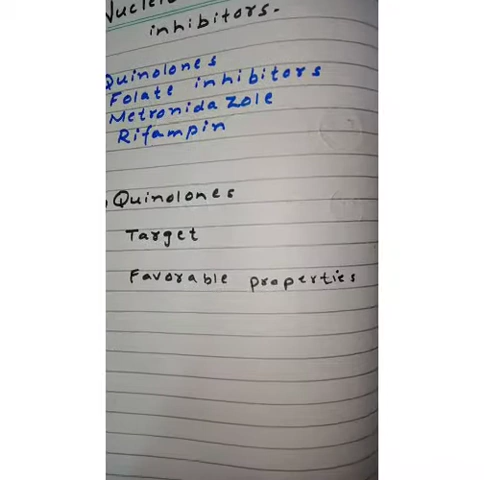 inhibitors.
Quinolones
Folate inhibitors
Metronidazole
Rifampin
Quinolones
Target
Favorable properties